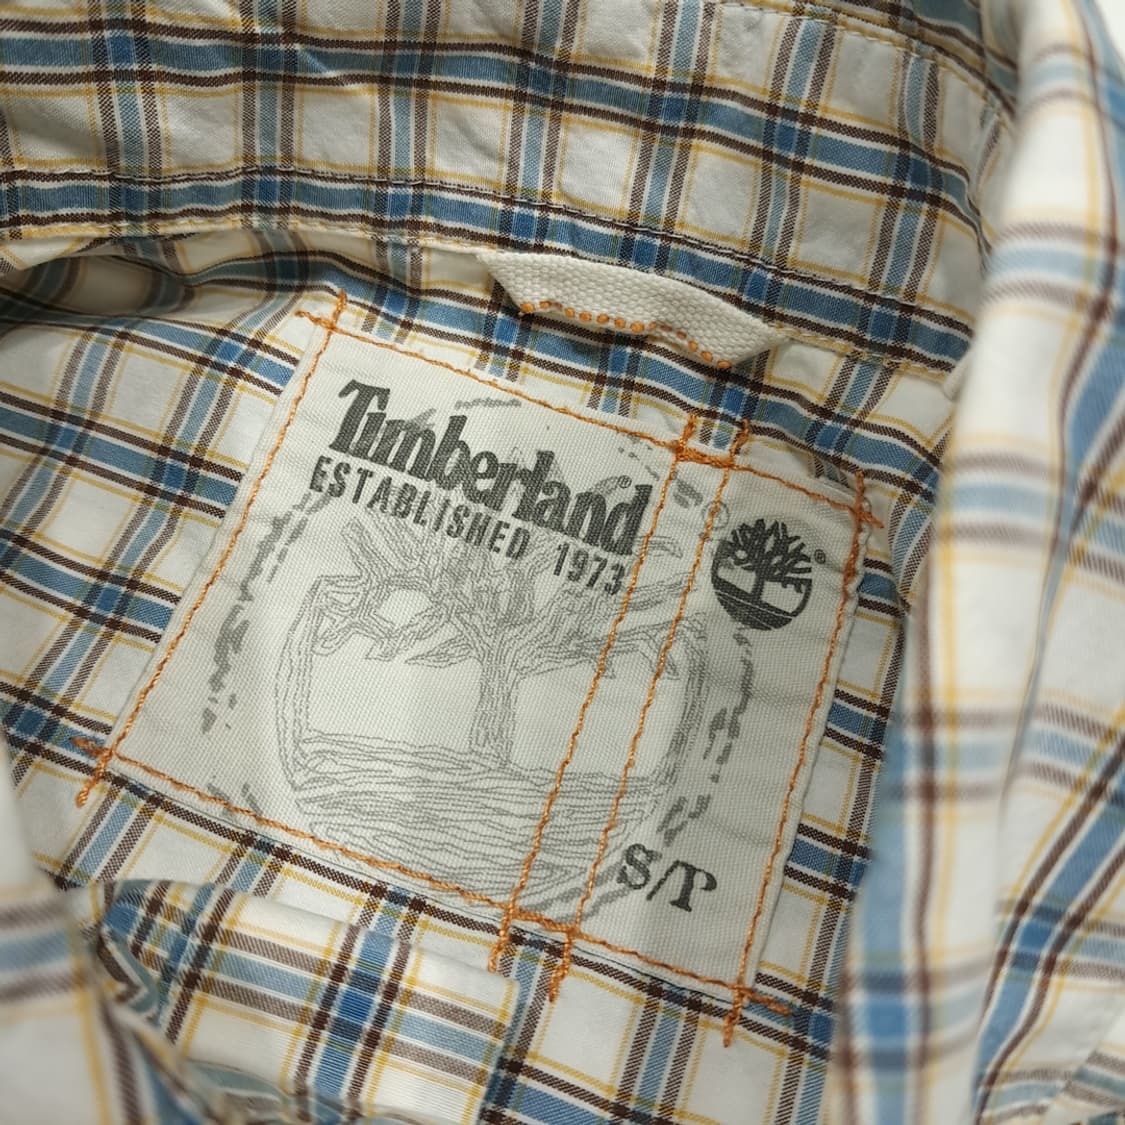 Timberland®
ESTABLISHED 1973
®
S/T